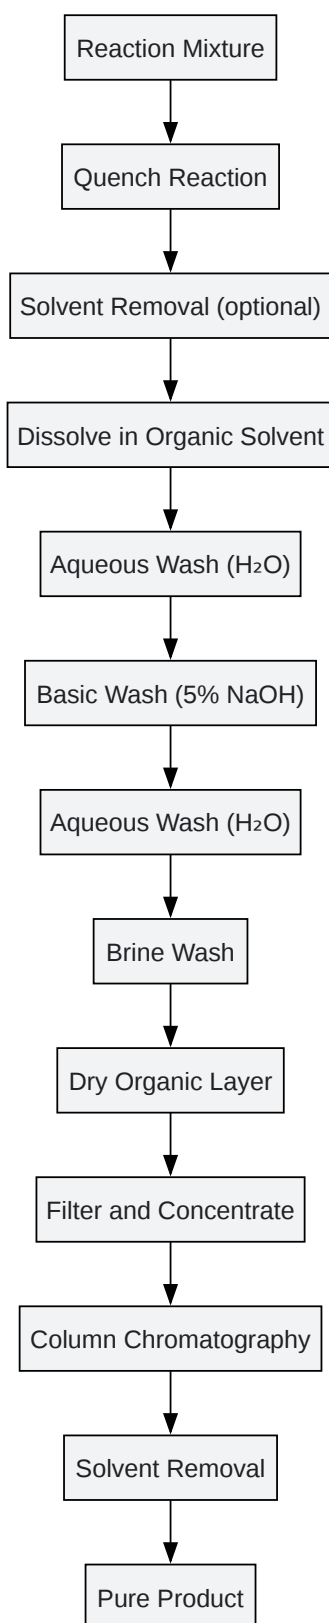 Reaction Mixture
Quench Reaction
Solvent Removal (optional)
Dissolve in Organic Solvent
Aqueous Wash (H₂O)
Basic Wash (5% NaOH)
Aqueous Wash (H₂O)
Brine Wash
Dry Organic Layer
Filter and Concentrate
Column Chromatography
Solvent Removal
Pure Product